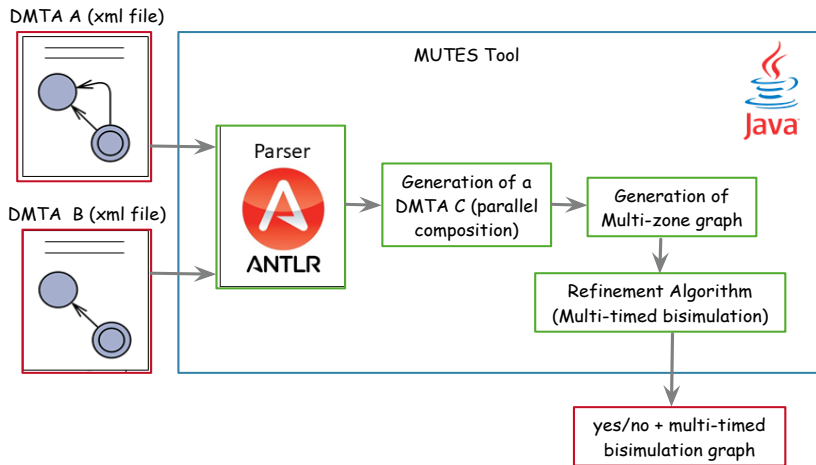 DMTA A (xml file)
MUTES Tool
Java
Parser
ANTLR
Generation of a
DMTA C (parallel
composition)
Generation of
Multi-zone graph
DMTA B (xml file)
Refinement Algorithm
(Multi-timed bisimulation)
yes/no + multi-timed
bisimulation graph